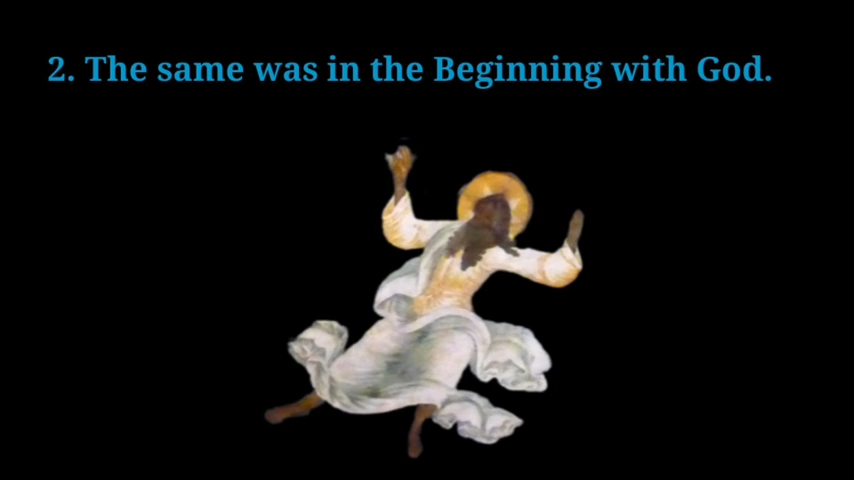 2. The same was in the Beginning with God.